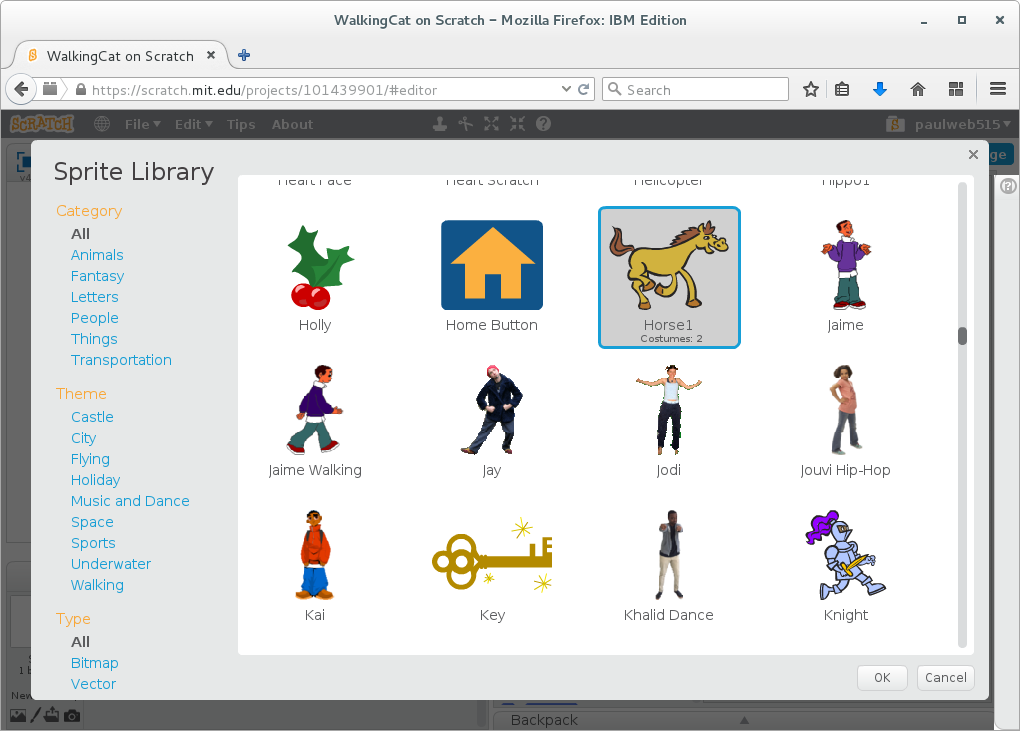 WalkingCat on Scratch – Mozilla Firefox: IBM Edition
WalkingCat on Scratch
https://scratch.mit.edu/projects/101439901/#editor
Search
SCRATCH File Edit Tips About paulweb515
Sprite Library
Category
All
Animals
Fantasy
Letters
People
Things
Transportation
Theme
Castle
City
Flying
Holiday
Music and Dance
Space
Sports
Underwater
Walking
Type
All
Bitmap
Vector
Heart Face Heart Scratch Helicopter Hippo1
Holly Home Button Horse1 Jaime
Costumes: 2
Jaime Walking Jay Jodi Jouvi Hip-Hop
Kai Key Khalid Dance Knight
OK Cancel
Backpack